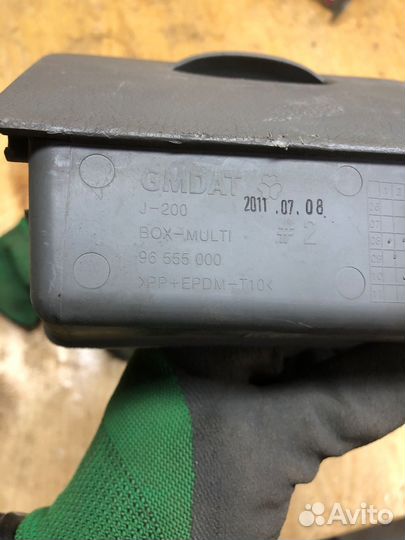 GMDAT
J-200 2011.07.08
BOX-MULTI # 2
96 555 000
>PP+EPDM-T10<
Avito